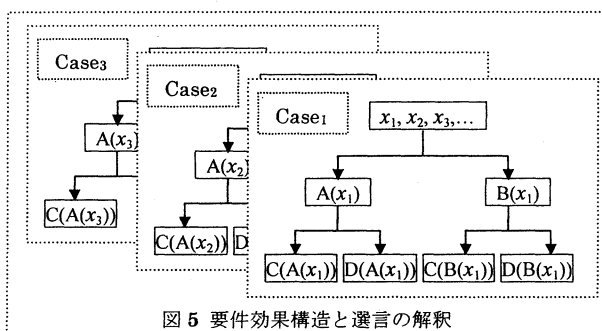 Case₃
A(x₃)
C(A(x₃))
Case₂
A(x₂)
C(A(x₂)) D
Case₁
x₁, x₂, x₃,...
A(x₁) B(x₁)
C(A(x₁)) D(A(x₁)) C(B(x₁)) D(B(x₁))
図 5 要件効果構造と選言の解釈